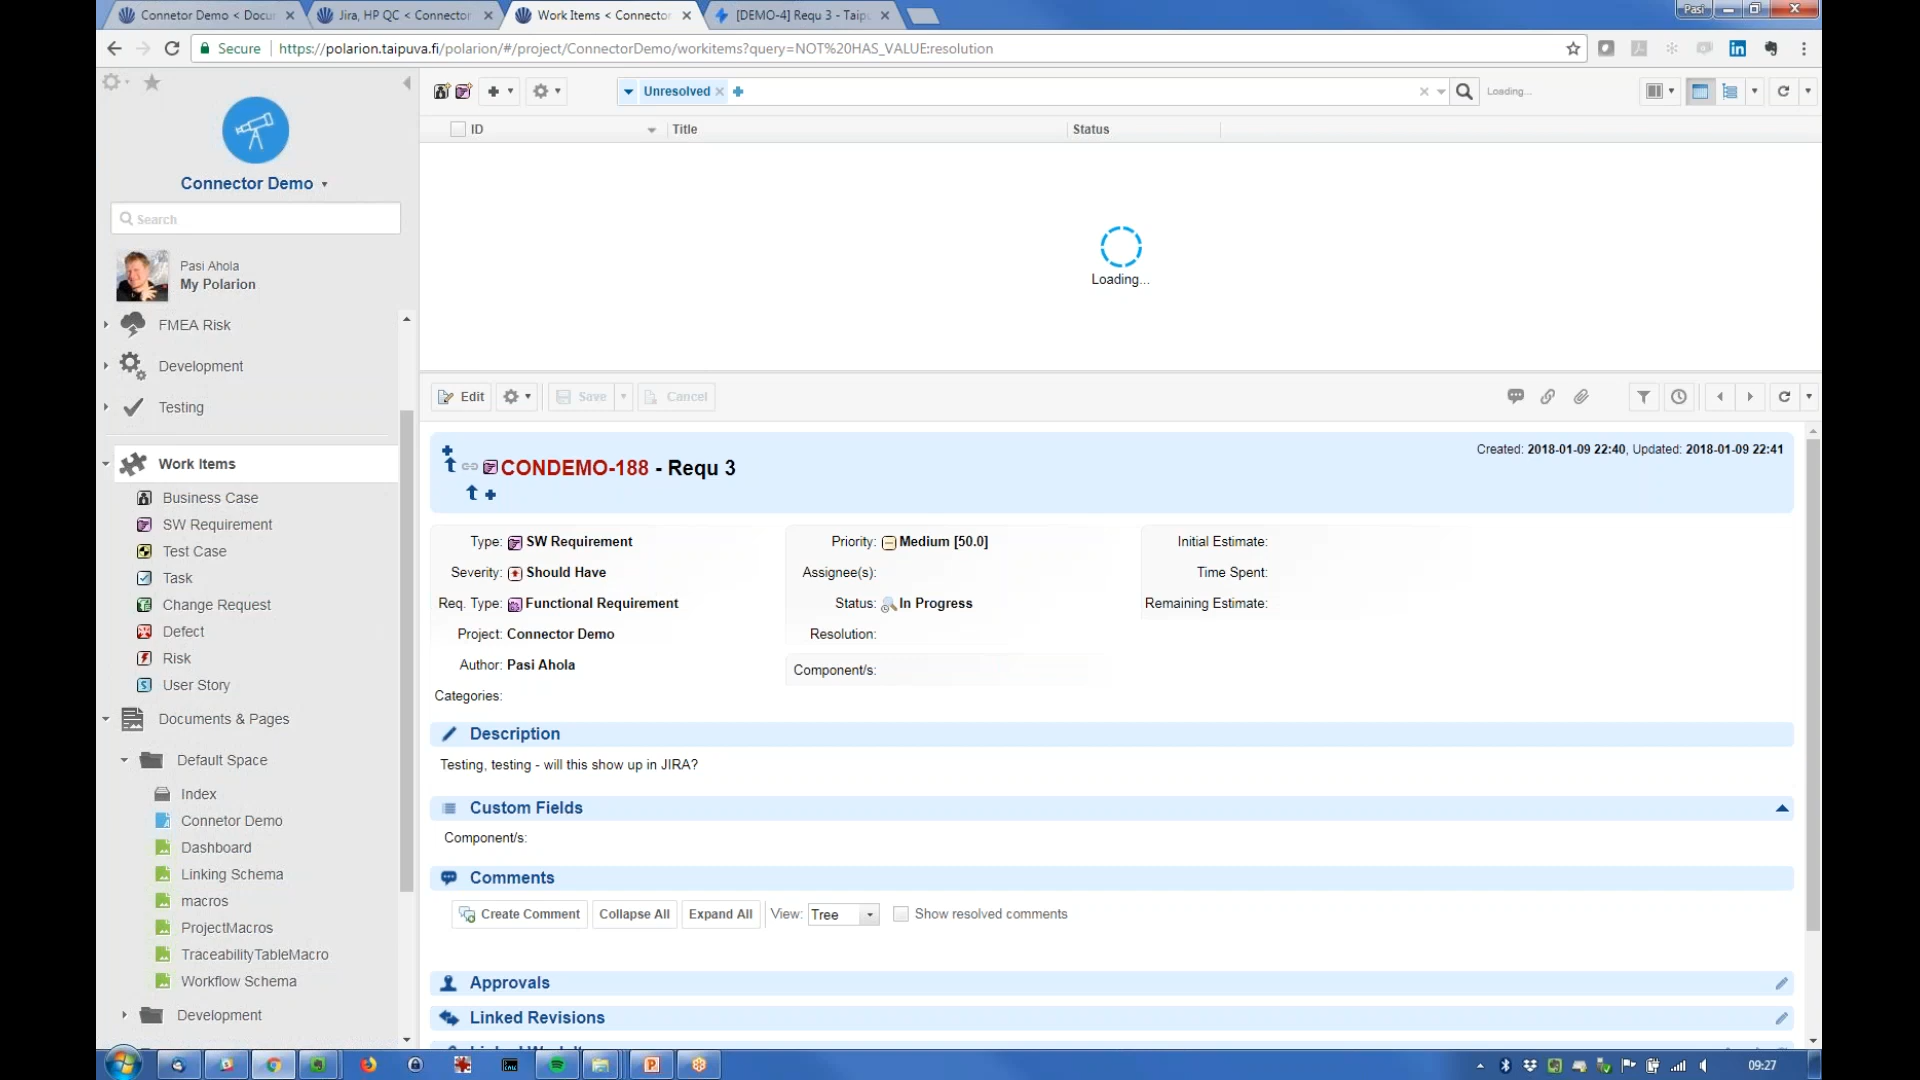 Connetor Demo < Docu
Jira, HP QC < Connector
Work Items < Connecto
[DEMO-4] Requ 3 - Taip
Pasi
Secure
https://polarion.taipuva.fi/polarion/#/project/ConnectorDemo/workitems?query=NOT%20HAS_VALUE:resolution
Connector Demo
Search
Pasi Ahola
My Polarion
FMEA Risk
Development
Testing
Work Items
Business Case
SW Requirement
Test Case
Task
Change Request
Defect
Risk
User Story
Documents & Pages
Default Space
Index
Connetor Demo
Dashboard
Linking Schema
macros
ProjectMacros
TraceabilityTableMacro
Workflow Schema
Development
Unresolved
Loading...
ID Title Status
Loading...
Edit Save Cancel
CONDEMO-188 - Requ 3
Created: 2018-01-09 22:40, Updated: 2018-01-09 22:41
Type: SW Requirement
Severity: Should Have
Req. Type: Functional Requirement
Project: Connector Demo
Author: Pasi Ahola
Categories:
Priority: Medium [50.0]
Assignee(s):
Status: In Progress
Resolution:
Component/s:
Initial Estimate:
Time Spent:
Remaining Estimate:
Description
Testing, testing - will this show up in JIRA?
Custom Fields
Component/s:
Comments
Create Comment Collapse All Expand All View: Tree Show resolved comments
Approvals
Linked Revisions
09:27